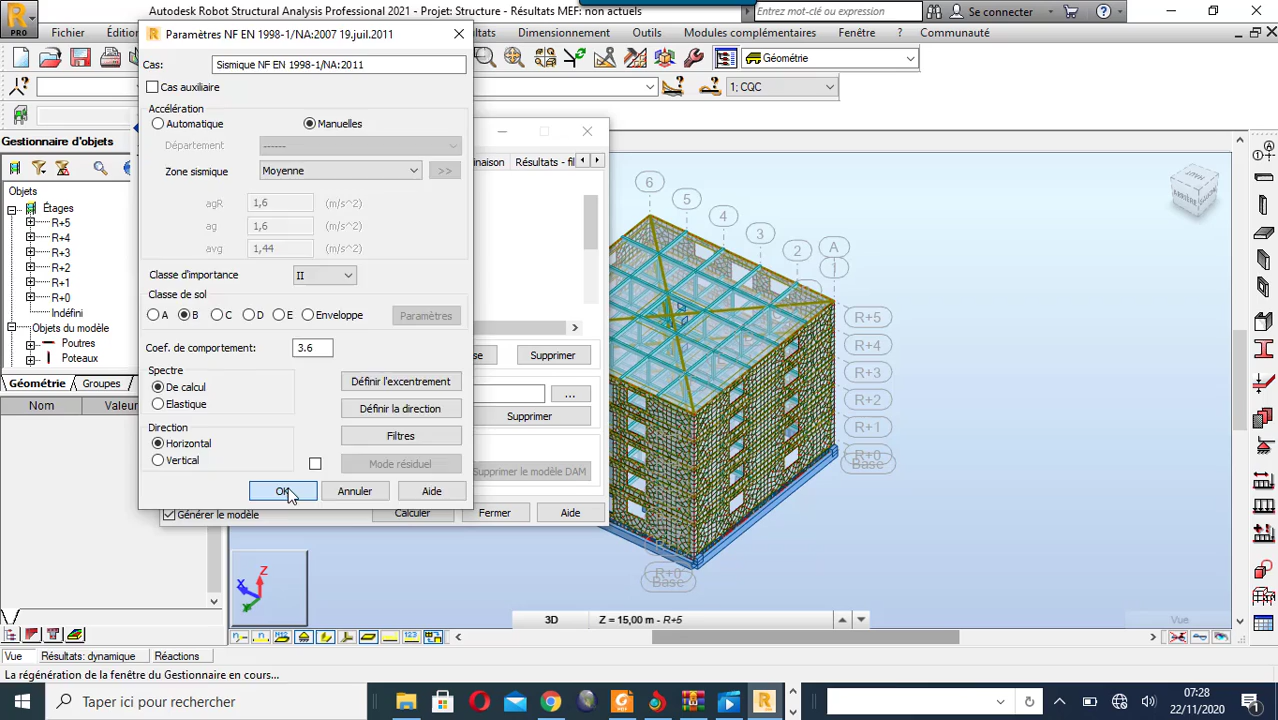 Autodesk Robot Structural Analysis Professional 2021 - Projet: Structure - Résultats MEF: non actuels
Entrez mot-clé ou expression
Se connecter
PRO
Fichier
Dimensionnement
Outils
Modules complémentaires
Fenêtre
Communauté
Géométrie
1; CQC
Gestionnaire d'objets
Objets
Étages
R+5
R+4
R+3
R+2
R+1
R+0
Indéfini
Objets du modèle
Poutres
Poteaux
Géométrie
Groupes
Nom
Paramètres NF EN 1998-1/NA:2007 19.juil.2011
Cas:
Sismique NF EN 1998-1/NA:2011
Cas auxiliaire
Accélération
Automatique
Manuelles
Département
------
Zone sismique
Moyenne
>>
agR
1,6
(m/s^2)
ag
1,6
(m/s^2)
avg
1,44
(m/s^2)
Classe d'importance
II
Classe de sol
A
B
C
D
E
Enveloppe
Paramètres
Coef. de comportement:
3.6
Spectre
De calcul
Elastique
Définir l'excentrement
Définir la direction
Direction
Horizontal
Vertical
Filtres
Mode résiduel
OK
Annuler
Aide
Supprimer
...
Supprimer
Supprimer le modèle DAM
Générer le modèle
Calculer
Fermer
Aide
6
5
4
3
2
A
1
R+5
R+4
R+3
R+2
R+1
R+0
Base
R+0
Base
ARRIÈRE
Z
X
3D
Z = 15,00 m - R+5
Vue
Vue
Résultats: dynamique
Réactions
La régénération de la fenêtre du Gestionnaire en cours...
Taper ici pour rechercher
07:28
22/11/2020